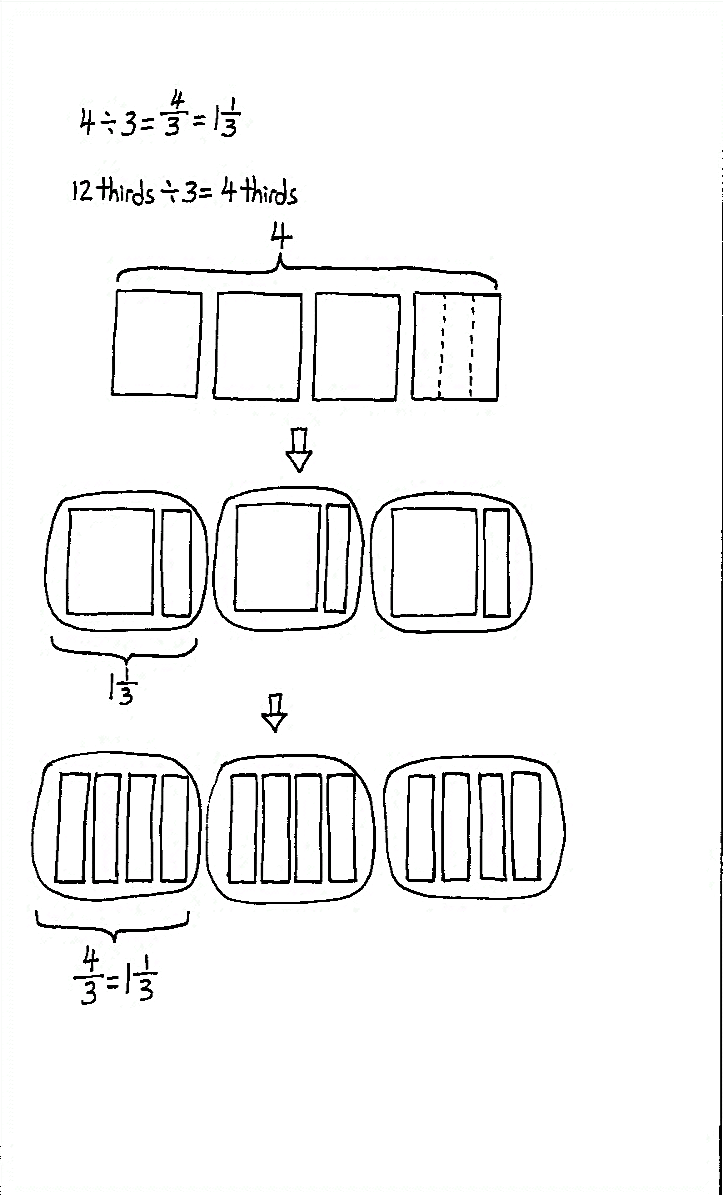 4÷3=4/3=1 1/3
12 thirds ÷3= 4 thirds
4
1 1/3
4/3=1 1/3